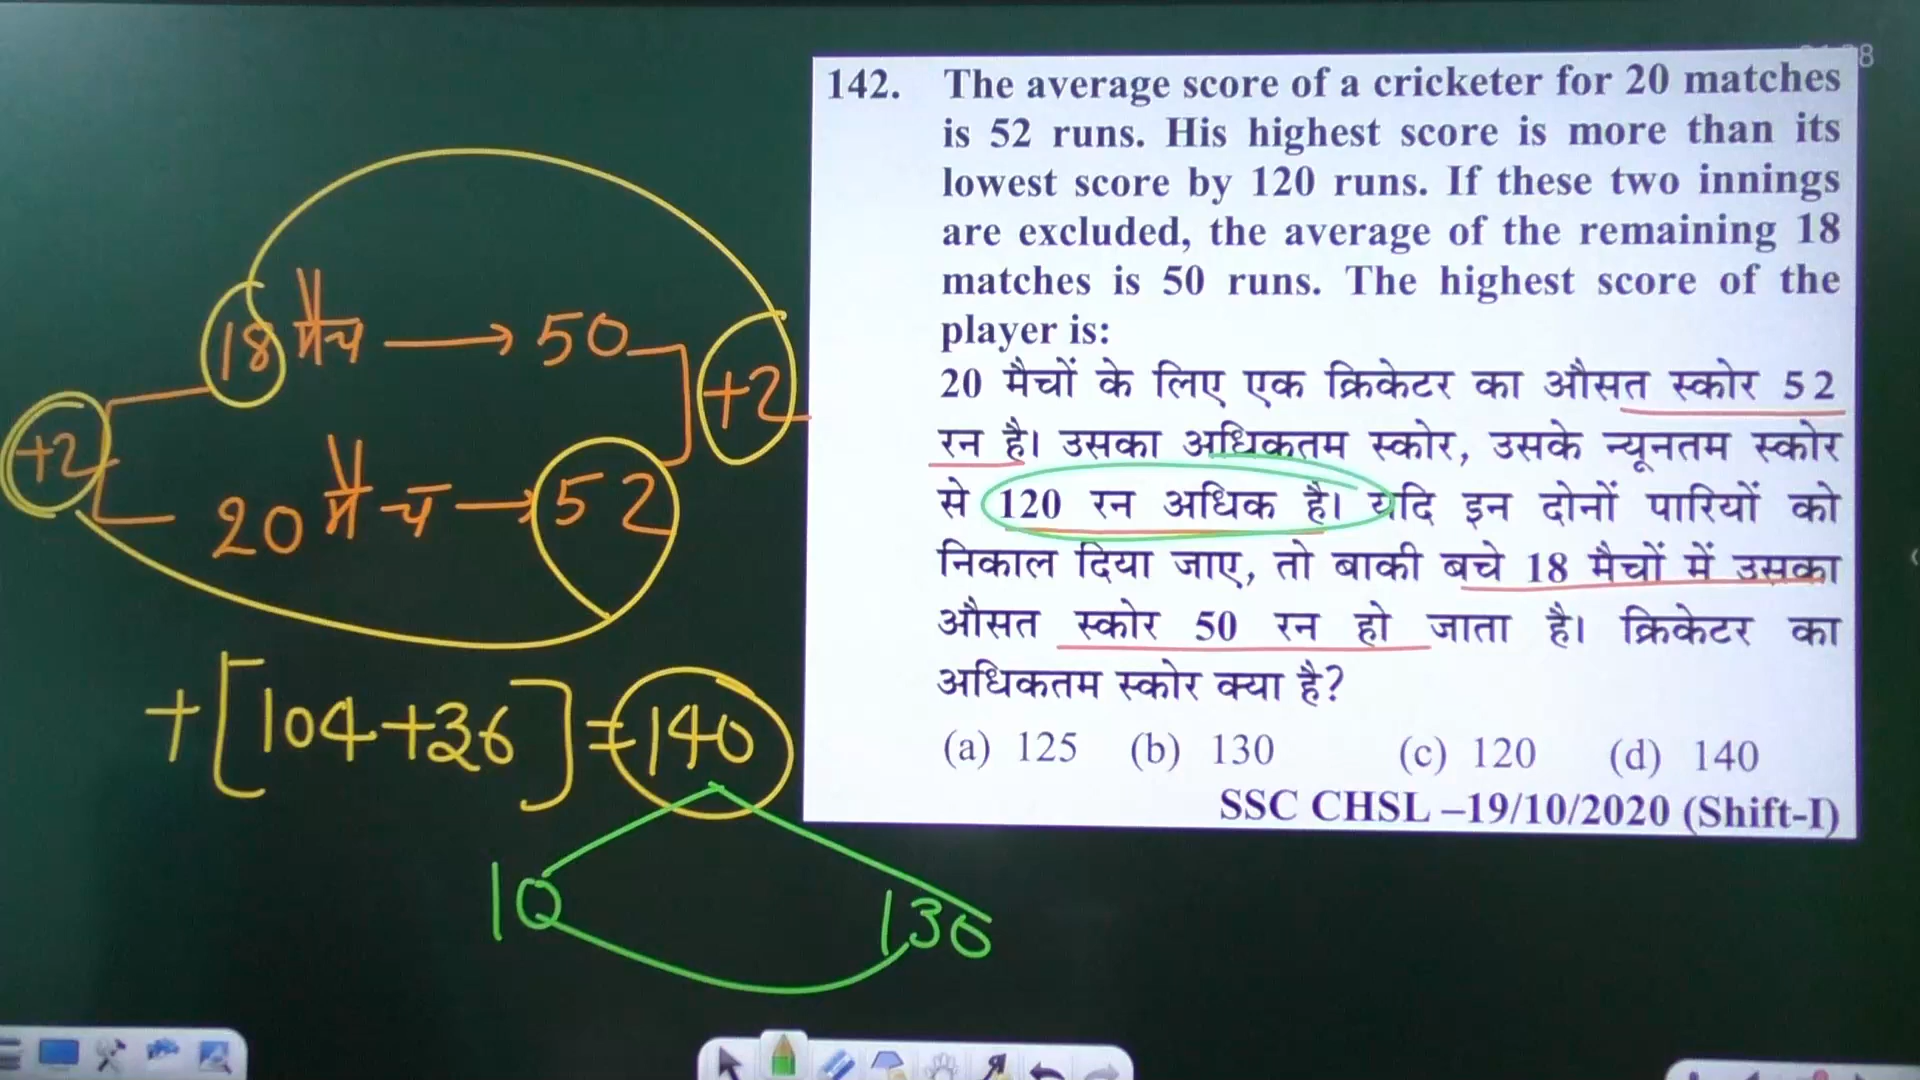 142. The average score of a cricketer for 20 matches
is 52 runs. His highest score is more than its
lowest score by 120 runs. If these two innings
are excluded, the average of the remaining 18
matches is 50 runs. The highest score of the
player is:
20 मैचों के लिए एक क्रिकेटर का औसत स्कोर 52
रन है। उसका अधिकतम स्कोर, उसके न्यूनतम स्कोर
से 120 रन अधिक है। यदि इन दोनों पारियों को
निकाल दिया जाए, तो बाकी बचे 18 मैचों में उसका
औसत स्कोर 50 रन हो जाता है। क्रिकेटर का
अधिकतम स्कोर क्या है?
(a) 125 (b) 130 (c) 120 (d) 140
SSC CHSL –19/10/2020 (Shift-I)
18 मैच → 50
+2
+2
20 मैच → 52
+[104+36] = 140
10 130